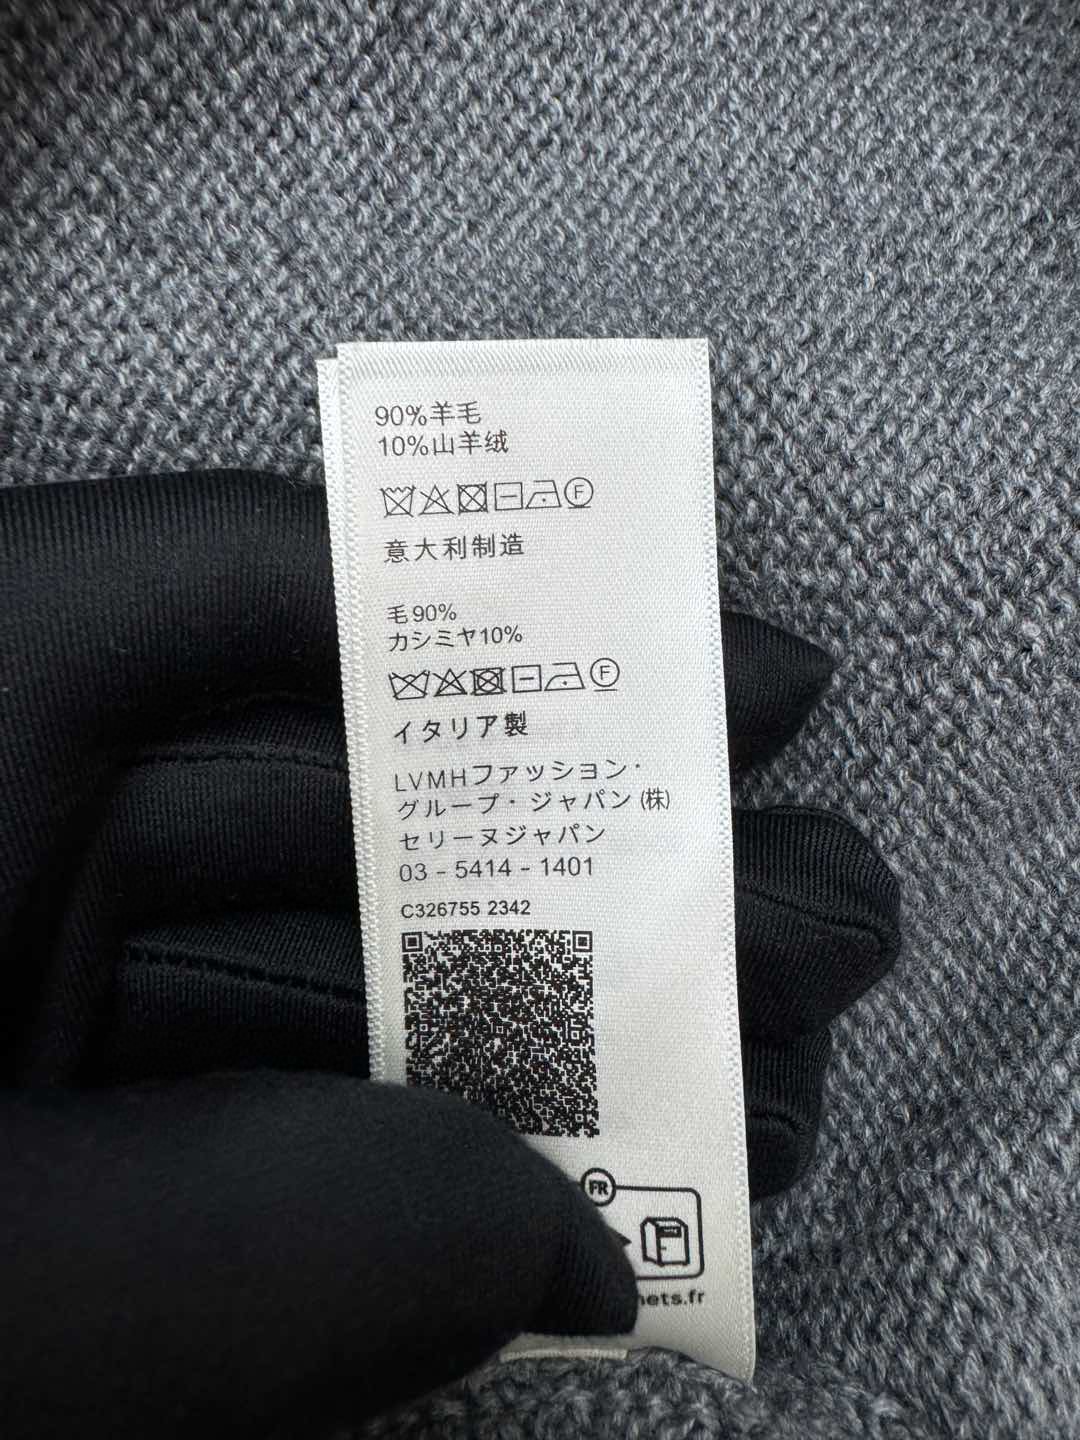 90%羊毛
10%山羊绒
F
意大利制造
毛90%
カシミヤ10%
F
イタリア製
LVMHファッション・
グループ・ジャパン(株)
セリーヌジャパン
03-5414-1401
C326755 2342
FR